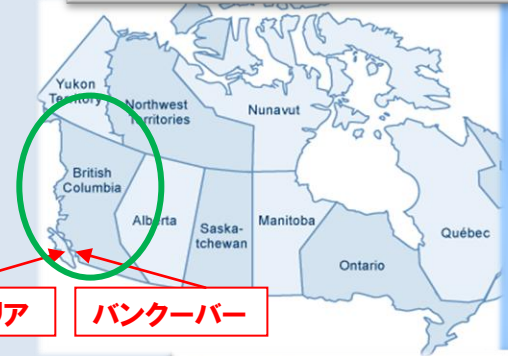 Yukon
Territory
Northwest
Territories
Nunavut
British
Columbia
Alberta
Saska-
tchewan
Manitoba
Ontario
Québec
リア
バンクーバー